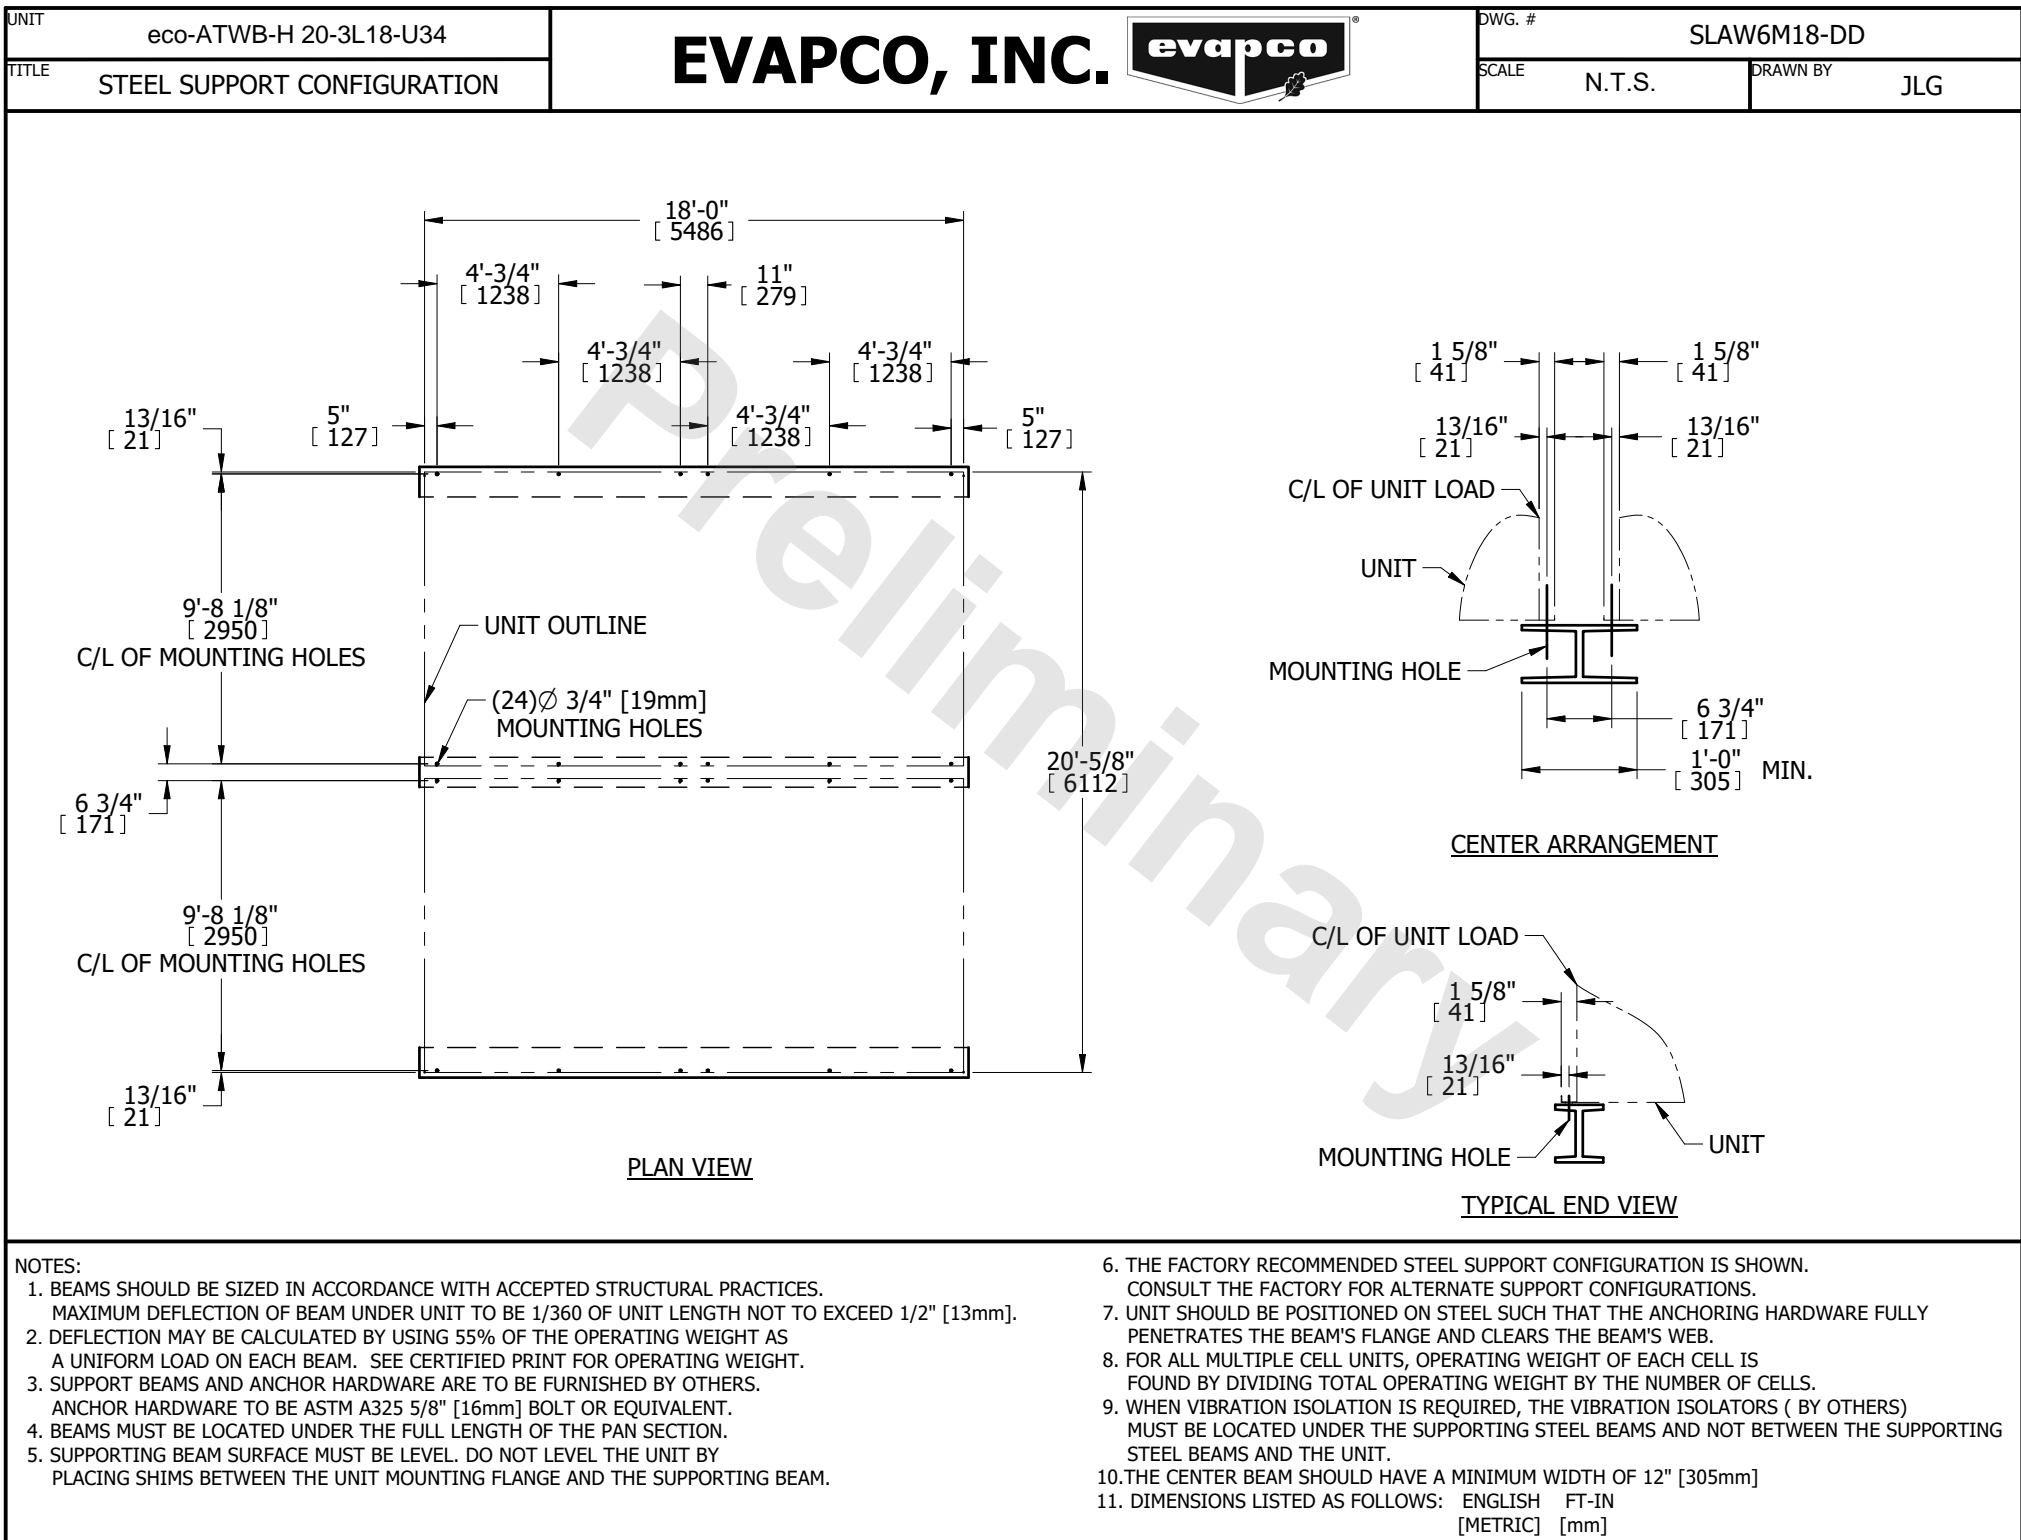 UNIT
eco-ATWB-H 20-3L18-U34
TITLE
STEEL SUPPORT CONFIGURATION
EVAPCO, INC.
evapco
®
DWG. #
SLAW6M18-DD
SCALE
N.T.S.
DRAWN BY
JLG
18'-0"
[ 5486 ]
4'-3/4"
[ 1238 ]
11"
[ 279 ]
4'-3/4"
[ 1238 ]
4'-3/4"
[ 1238 ]
13/16"
[ 21 ]
5"
[ 127 ]
4'-3/4"
[ 1238 ]
5"
[ 127 ]
9'-8 1/8"
[ 2950 ]
C/L OF MOUNTING HOLES
UNIT OUTLINE
(24)Ø 3/4" [19mm]
MOUNTING HOLES
6 3/4"
[ 171 ]
20'-5/8"
[ 6112 ]
9'-8 1/8"
[ 2950 ]
C/L OF MOUNTING HOLES
13/16"
[ 21 ]
PLAN VIEW
Preliminary
1 5/8"
[ 41 ]
1 5/8"
[ 41 ]
13/16"
[ 21 ]
13/16"
[ 21 ]
C/L OF UNIT LOAD
UNIT
MOUNTING HOLE
6 3/4"
[ 171 ]
1'-0"
[ 305 ] MIN.
CENTER ARRANGEMENT
C/L OF UNIT LOAD
1 5/8"
[ 41 ]
13/16"
[ 21 ]
MOUNTING HOLE
UNIT
TYPICAL END VIEW
NOTES:
1. BEAMS SHOULD BE SIZED IN ACCORDANCE WITH ACCEPTED STRUCTURAL PRACTICES.
MAXIMUM DEFLECTION OF BEAM UNDER UNIT TO BE 1/360 OF UNIT LENGTH NOT TO EXCEED 1/2" [13mm].
2. DEFLECTION MAY BE CALCULATED BY USING 55% OF THE OPERATING WEIGHT AS
A UNIFORM LOAD ON EACH BEAM. SEE CERTIFIED PRINT FOR OPERATING WEIGHT.
3. SUPPORT BEAMS AND ANCHOR HARDWARE ARE TO BE FURNISHED BY OTHERS.
ANCHOR HARDWARE TO BE ASTM A325 5/8" [16mm] BOLT OR EQUIVALENT.
4. BEAMS MUST BE LOCATED UNDER THE FULL LENGTH OF THE PAN SECTION.
5. SUPPORTING BEAM SURFACE MUST BE LEVEL. DO NOT LEVEL THE UNIT BY
PLACING SHIMS BETWEEN THE UNIT MOUNTING FLANGE AND THE SUPPORTING BEAM.
6. THE FACTORY RECOMMENDED STEEL SUPPORT CONFIGURATION IS SHOWN.
CONSULT THE FACTORY FOR ALTERNATE SUPPORT CONFIGURATIONS.
7. UNIT SHOULD BE POSITIONED ON STEEL SUCH THAT THE ANCHORING HARDWARE FULLY
PENETRATES THE BEAM'S FLANGE AND CLEARS THE BEAM'S WEB.
8. FOR ALL MULTIPLE CELL UNITS, OPERATING WEIGHT OF EACH CELL IS
FOUND BY DIVIDING TOTAL OPERATING WEIGHT BY THE NUMBER OF CELLS.
9. WHEN VIBRATION ISOLATION IS REQUIRED, THE VIBRATION ISOLATORS ( BY OTHERS)
MUST BE LOCATED UNDER THE SUPPORTING STEEL BEAMS AND NOT BETWEEN THE SUPPORTING
STEEL BEAMS AND THE UNIT.
10.THE CENTER BEAM SHOULD HAVE A MINIMUM WIDTH OF 12" [305mm]
11. DIMENSIONS LISTED AS FOLLOWS: ENGLISH FT-IN
[METRIC] [mm]